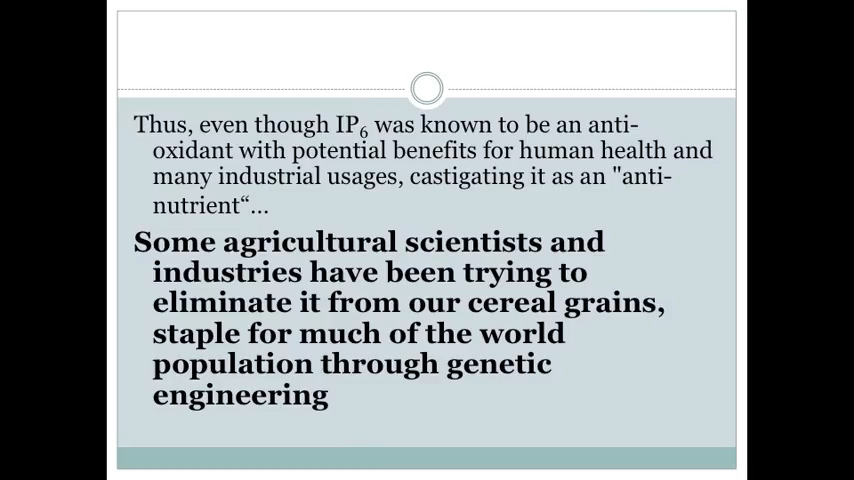 Thus, even though IP₆ was known to be an anti-
oxidant with potential benefits for human health and
many industrial usages, castigating it as an "anti-
nutrient“...
Some agricultural scientists and
industries have been trying to
eliminate it from our cereal grains,
staple for much of the world
population through genetic
engineering